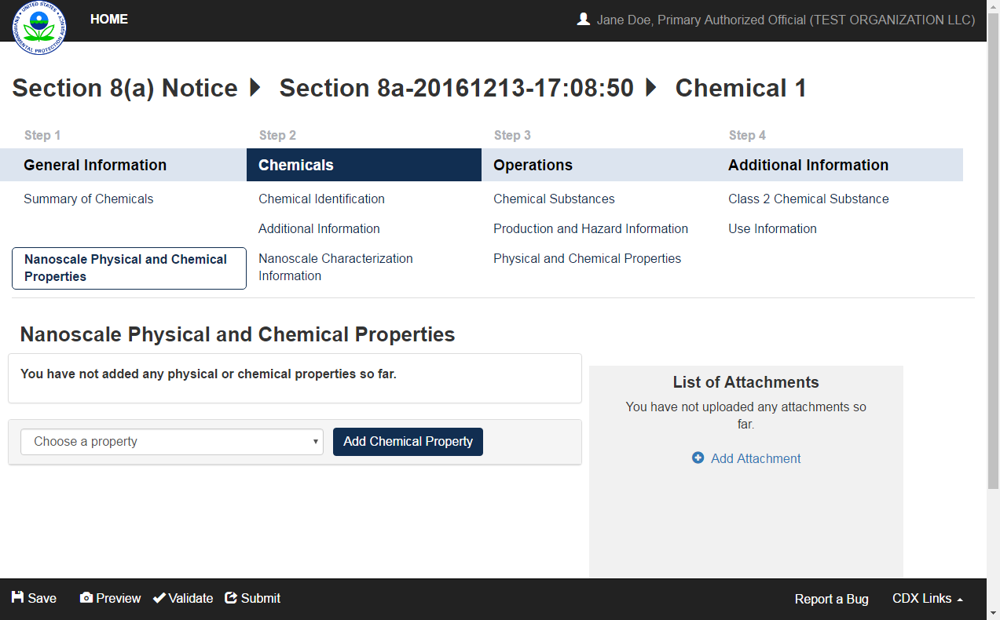 UNITED STATES
ENVIRONMENTAL PROTECTION AGENCY
HOME
Jane Doe, Primary Authorized Official (TEST ORGANIZATION LLC)
Section 8(a) Notice Section 8a-20161213-17:08:50 Chemical 1
Step 1 Step 2 Step 3 Step 4
General Information Chemicals Operations Additional Information
Summary of Chemicals Chemical Identification Chemical Substances Class 2 Chemical Substance
Additional Information Production and Hazard Information Use Information
Nanoscale Physical and Chemical Nanoscale Characterization Physical and Chemical Properties
Properties Information
Nanoscale Physical and Chemical Properties
You have not added any physical or chemical properties so far.
Choose a property Add Chemical Property
List of Attachments
You have not uploaded any attachments so
far.
Add Attachment
Save Preview Validate Submit Report a Bug CDX Links